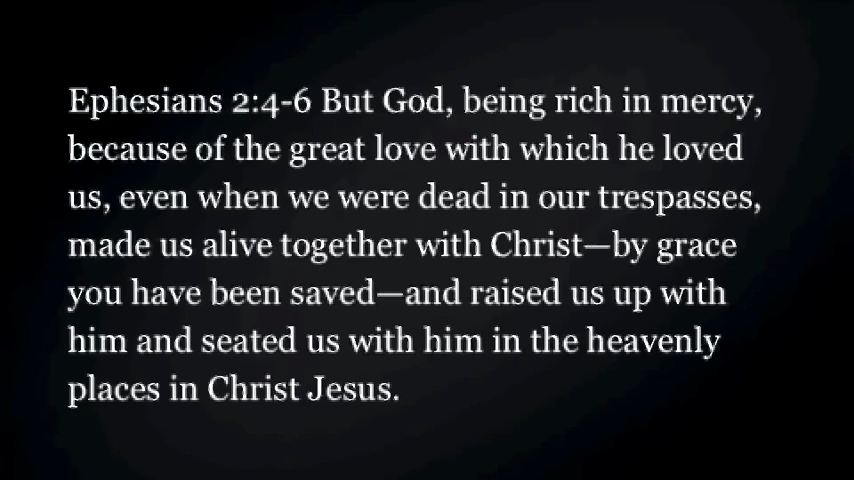 Ephesians 2:4-6 But God, being rich in mercy,
because of the great love with which he loved
us, even when we were dead in our trespasses,
made us alive together with Christ—by grace
you have been saved—and raised us up with
him and seated us with him in the heavenly
places in Christ Jesus.